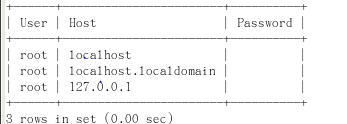 +------+-----------------------+----------+
| User | Host                  | Password |
+------+-----------------------+----------+
| root | localhost             |          |
| root | localhost.localdomain |          |
| root | 127.0.0.1             |          |
+------+-----------------------+----------+
3 rows in set (0.00 sec)